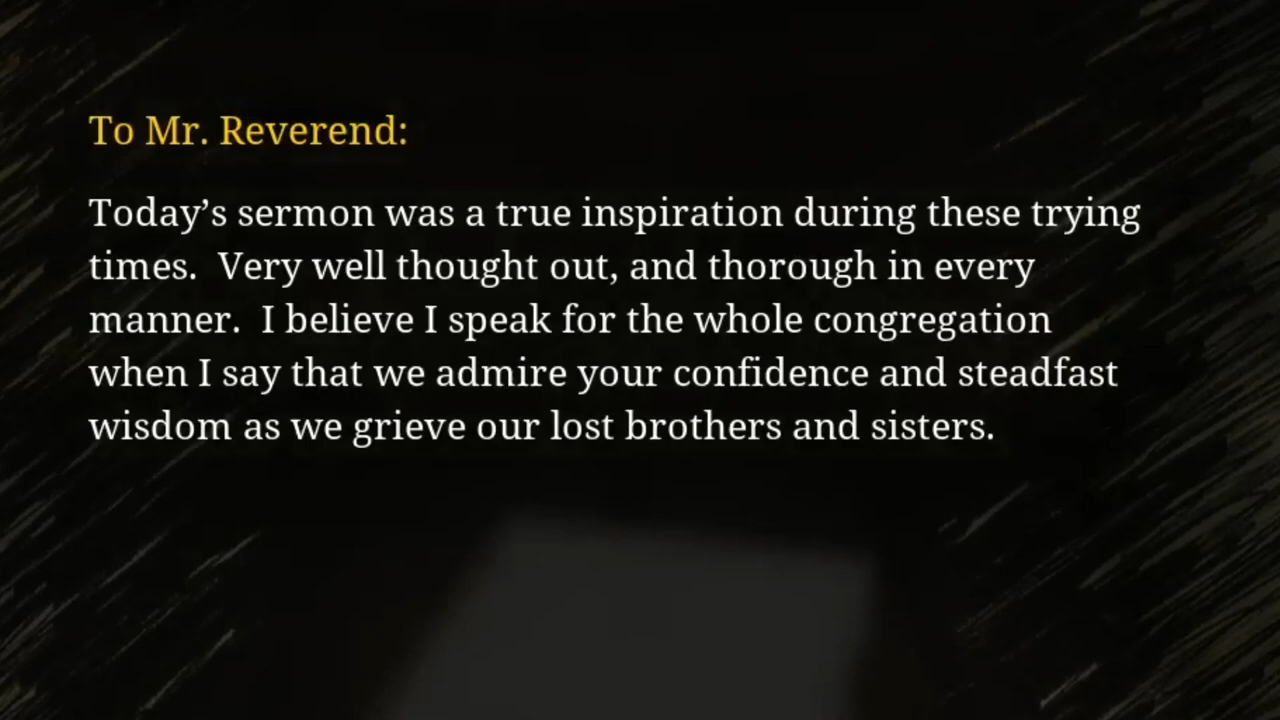 To Mr. Reverend:
Today’s sermon was a true inspiration during these trying
times.  Very well thought out, and thorough in every
manner.  I believe I speak for the whole congregation
when I say that we admire your confidence and steadfast
wisdom as we grieve our lost brothers and sisters.